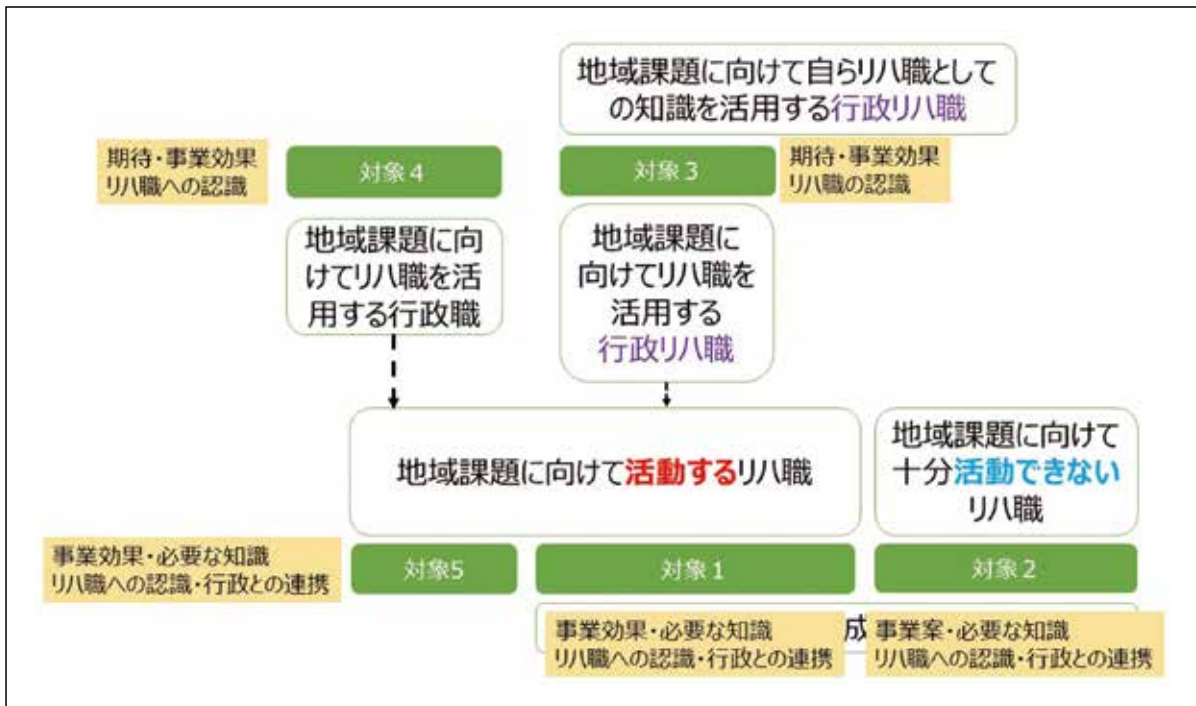 地域課題に向けて自らリハ職として
の知識を活用する行政リハ職
期待・事業効果
リハ職への認識
対象４
対象３
期待・事業効果
リハ職の認識
地域課題に向
けてリハ職を活
用する行政職
地域課題に
向けてリハ職を
活用する
行政リハ職
地域課題に向けて活動するリハ職
地域課題に向けて
十分活動できない
リハ職
事業効果・必要な知識
リハ職への認識・行政との連携
対象5
対象１
対象２
事業効果・必要な知識
リハ職への認識・行政との連携
成
事業案・必要な知識
リハ職への認識・行政との連携